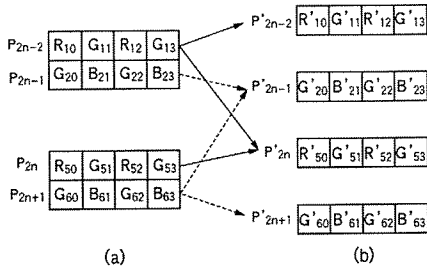 P2n-2 R10 G11 R12 G13
P2n-1 G20 B21 G22 B23
P2n R50 G51 R52 G53
P2n+1 G60 B61 G62 B63
(a)
P'2n-2 R'10 G'11 R'12 G'13
P'2n-1 G'20 B'21 G'22 B'23
P'2n R'50 G'51 R'52 G'53
P'2n+1 G'60 B'61 G'62 B'63
(b)